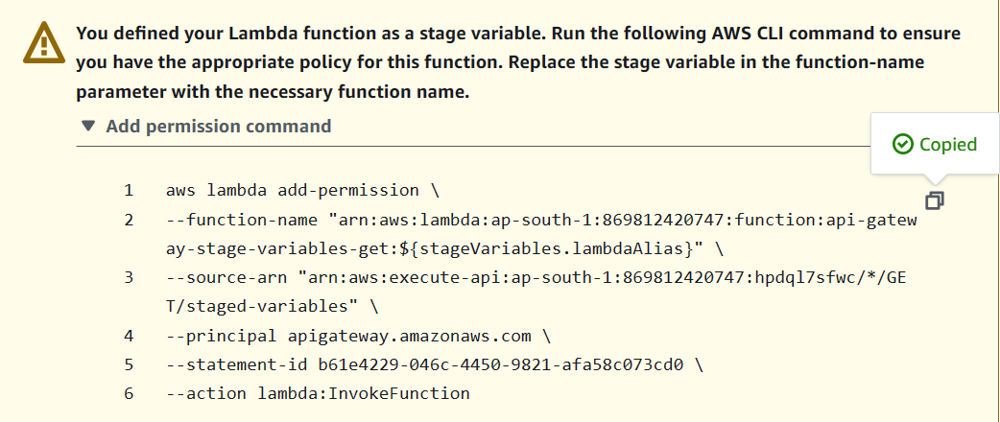 You defined your Lambda function as a stage variable. Run the following AWS CLI command to ensure
you have the appropriate policy for this function. Replace the stage variable in the function-name
parameter with the necessary function name.
▼ Add permission command
Copied
1 aws lambda add-permission \
2 --function-name "arn:aws:lambda:ap-south-1:869812420747:function:api-gatew
ay-stage-variables-get:${stageVariables.lambdaAlias}" \
3 --source-arn "arn:aws:execute-api:ap-south-1:869812420747:hpdql7sfwc/*/GE
T/staged-variables" \
4 --principal apigateway.amazonaws.com \
5 --statement-id b61e4229-046c-4450-9821-afa58c073cd0 \
6 --action lambda:InvokeFunction